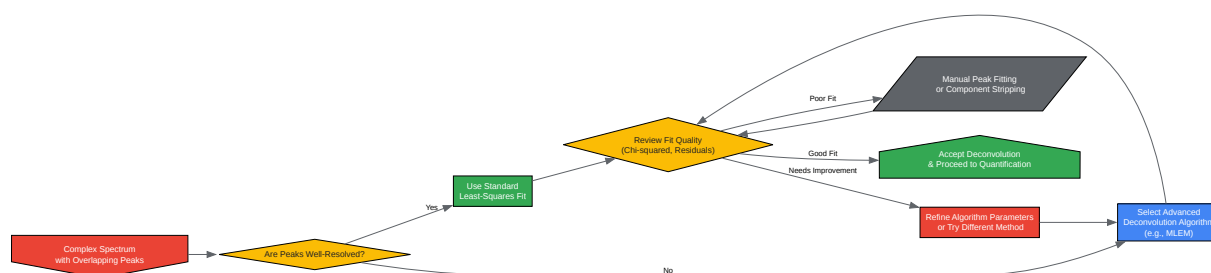 Complex Spectrum
with Overlapping Peaks
Are Peaks Well-Resolved?
Yes
No
Use Standard
Least-Squares Fit
Review Fit Quality
(Chi-squared, Residuals)
Poor Fit
Good Fit
Needs Improvement
Manual Peak Fitting
or Component Stripping
Accept Deconvolution
& Proceed to Quantification
Refine Algorithm Parameters
or Try Different Method
Select Advanced
Deconvolution Algorithm
(e.g., MLEM)